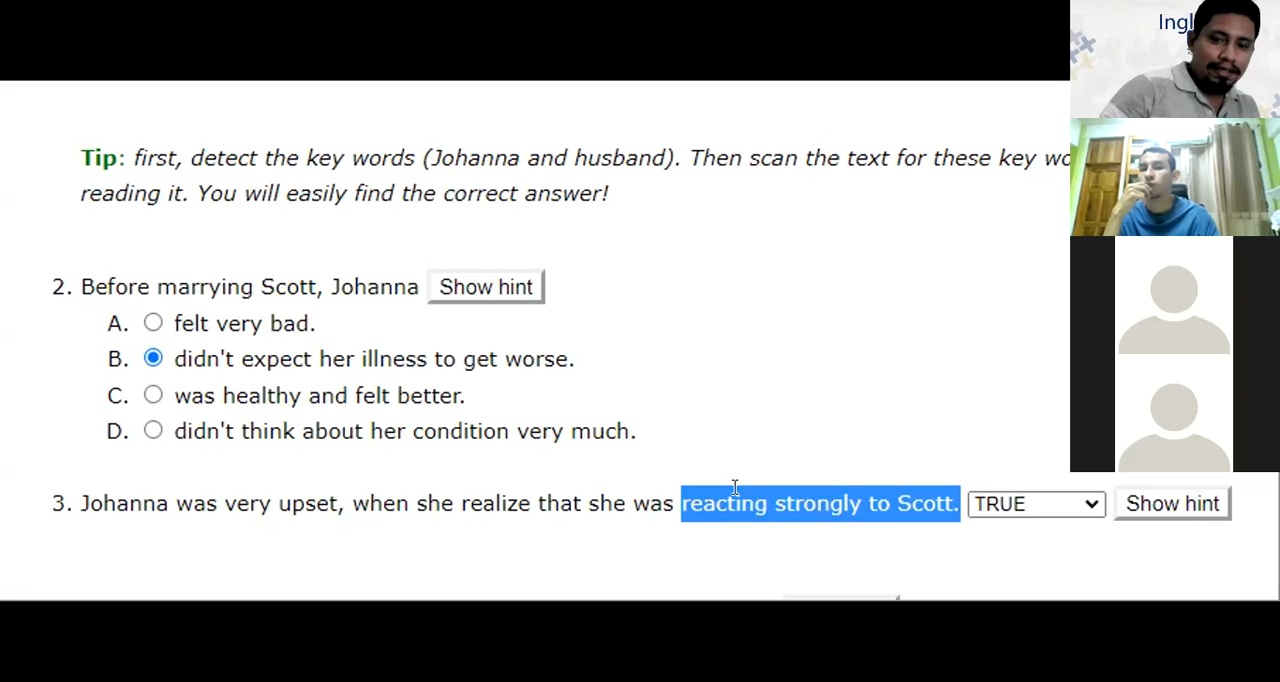 Ingl
Tip: first, detect the key words (Johanna and husband). Then scan the text for these key wo
reading it. You will easily find the correct answer!
2. Before marrying Scott, Johanna Show hint
A. felt very bad.
B. didn't expect her illness to get worse.
C. was healthy and felt better.
D. didn't think about her condition very much.
3. Johanna was very upset, when she realize that she was reacting strongly to Scott. TRUE Show hint